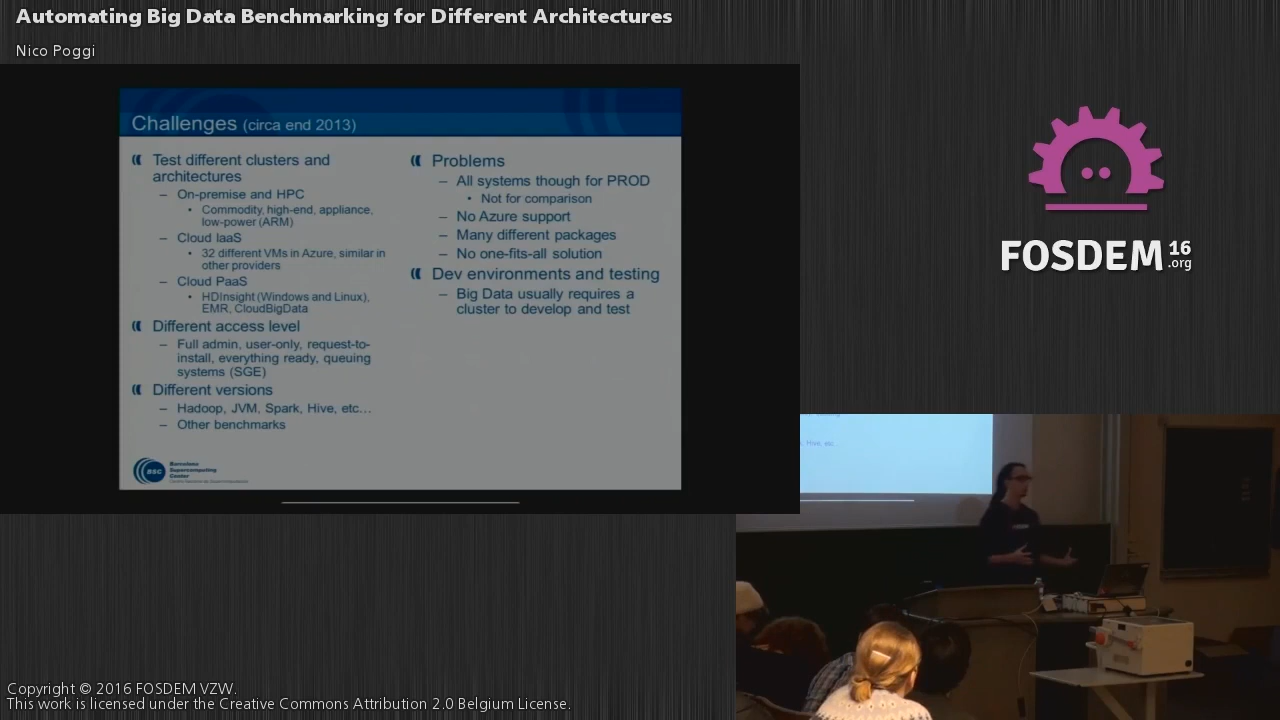 Automating Big Data Benchmarking for Different Architectures
Nico Poggi
Challenges (circa end 2013)
Test different clusters and
architectures
– On-premise and HPC
• Commodity, high-end, appliance,
low-power (ARM)
– Cloud IaaS
• 32 different VMs in Azure, similar in
other providers
– Cloud PaaS
• HDInsight (Windows and Linux),
EMR, CloudBigData
Different access level
– Full admin, user-only, request-to-
install, everything ready, queuing
systems (SGE)
Different versions
– Hadoop, JVM, Spark, Hive, etc…
– Other benchmarks
Problems
– All systems though for PROD
• Not for comparison
– No Azure support
– Many different packages
– No one-fits-all solution
Dev environments and testing
– Big Data usually requires a
cluster to develop and test
BSC
Barcelona
Supercomputing
Center
FOSDEM 16
.org
Hive, etc
Copyright © 2016 FOSDEM VZW.
This work is licensed under the Creative Commons Attribution 2.0 Belgium License.